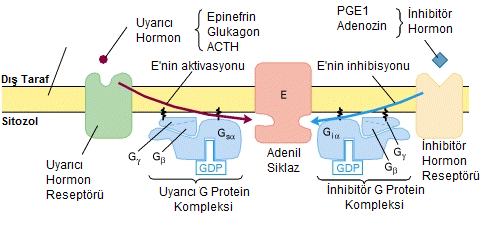 Uyarıcı
Hormon
Epinefrin
Glukagon
ACTH
PGE1
Adenozin
İnhibitör
Hormon
E'nin aktivasyonu
E'nin inhibisyonu
Dış Taraf
Sitozol
E
Gγ
Gβ
Gsα
GDP
Adenil
Siklaz
Giα
Gγ
Gβ
GDP
Uyarıcı
Hormon
Reseptörü
Uyarıcı G Protein
Kompleksi
İnhibitör G Protein
Kompleksi
İnhibitör
Hormon
Reseptörü